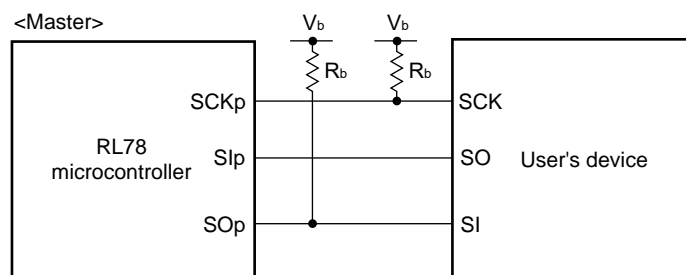 <Master>
Vb
Vb
Rb
Rb
SCKp
SCK
RL78
microcontroller
SIp
SO
User's device
SOp
SI